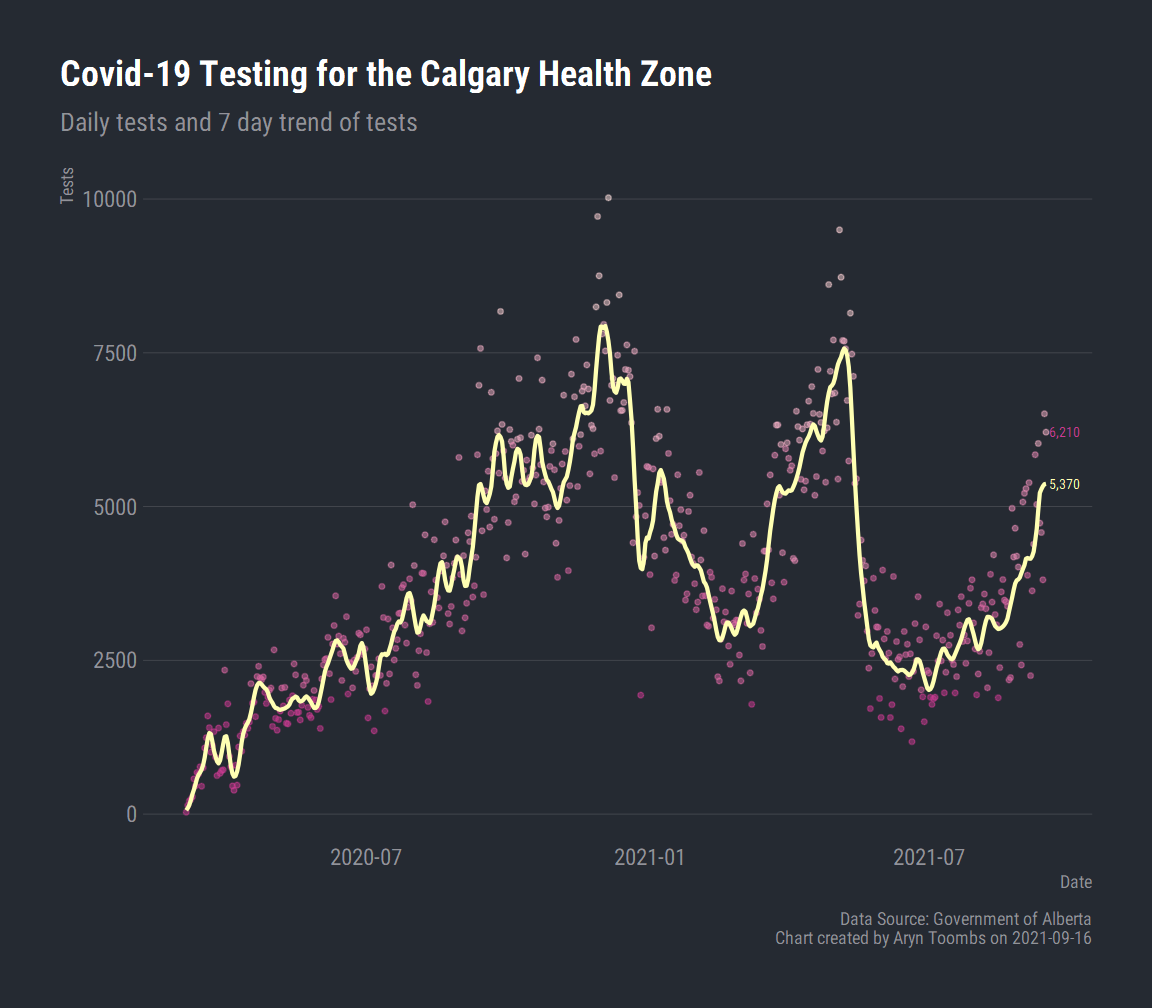 Covid-19 Testing for the Calgary Health Zone
Daily tests and 7 day trend of tests
Tests
10000
7500
5000
2500
0
6,210
5,370
2020-07
2021-01
2021-07
Date
Data Source: Government of Alberta
Chart created by Aryn Toombs on 2021-09-16